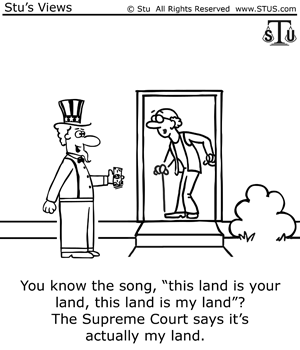 Stu's Views
© Stu All Rights Reserved www.STUS.com
STU
You know the song, "this land is your
land, this land is my land"?
The Supreme Court says it's
actually my land.